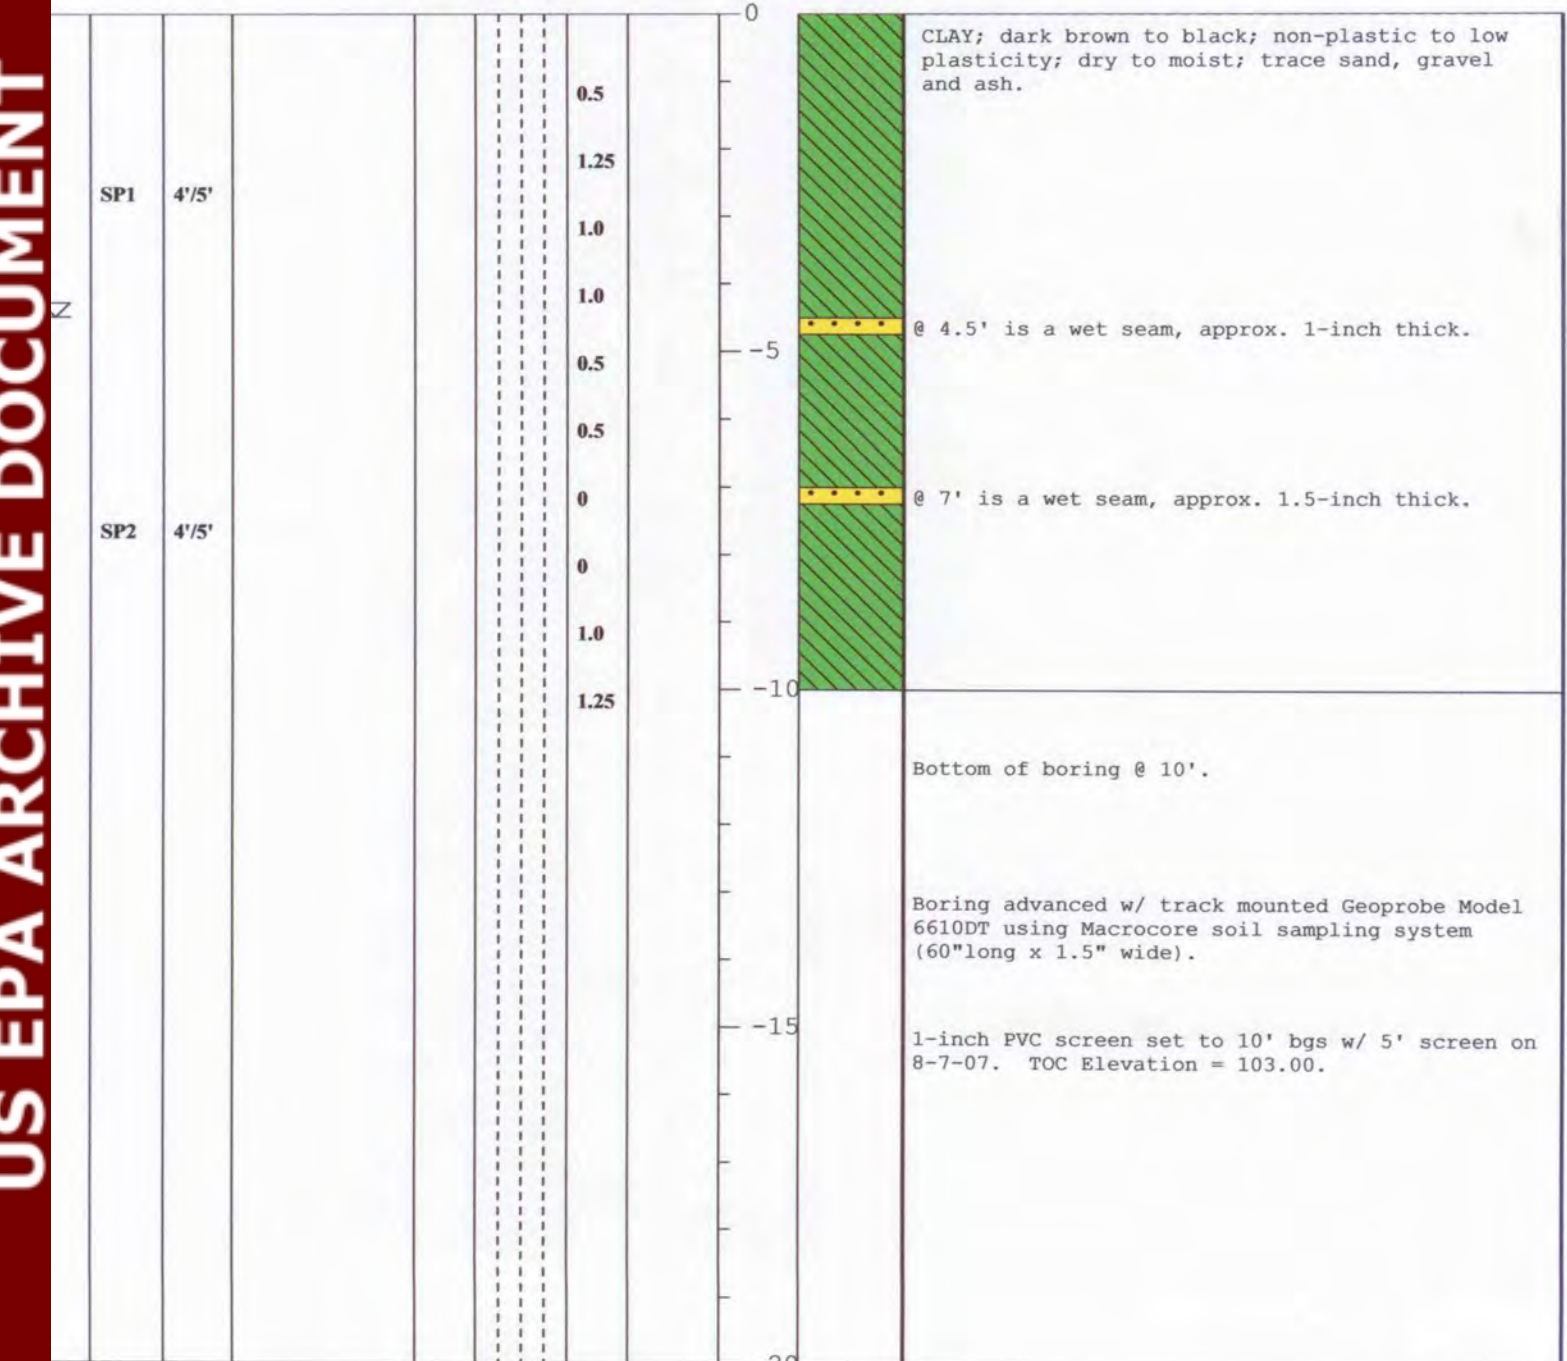 US EPA ARCHIVE DOCUMENT
N
SP1 4'/5'
SP2 4'/5'
0.5
1.25
1.0
1.0
0.5
0.5
0
0
1.0
1.25
0
-5
-10
-15
CLAY; dark brown to black; non-plastic to low
plasticity; dry to moist; trace sand, gravel
and ash.
@ 4.5' is a wet seam, approx. 1-inch thick.
@ 7' is a wet seam, approx. 1.5-inch thick.
Bottom of boring @ 10'.
Boring advanced w/ track mounted Geoprobe Model
6610DT using Macrocore soil sampling system
(60"long x 1.5" wide).
1-inch PVC screen set to 10' bgs w/ 5' screen on
8-7-07. TOC Elevation = 103.00.